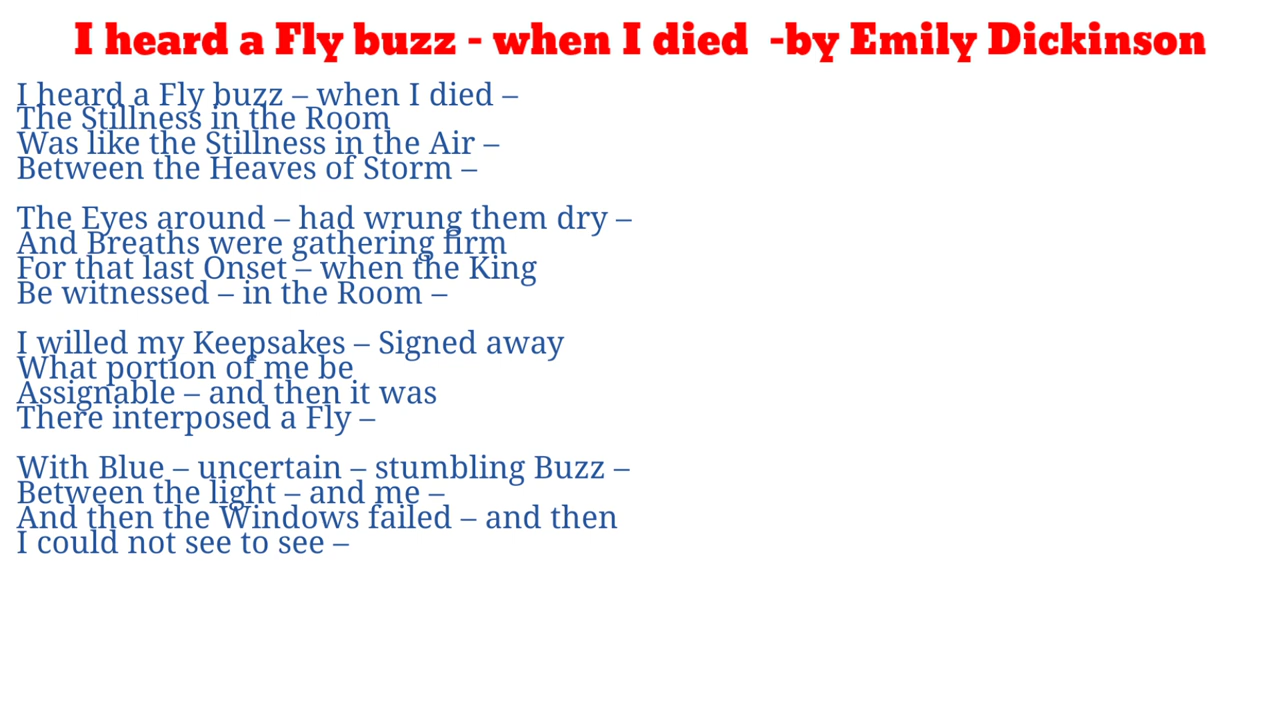 I heard a Fly buzz - when I died -by Emily Dickinson
I heard a Fly buzz – when I died –
The Stillness in the Room
Was like the Stillness in the Air –
Between the Heaves of Storm –
The Eyes around – had wrung them dry –
And Breaths were gathering firm
For that last Onset – when the King
Be witnessed – in the Room –
I willed my Keepsakes – Signed away
What portion of me be
Assignable – and then it was
There interposed a Fly –
With Blue – uncertain – stumbling Buzz –
Between the light – and me –
And then the Windows failed – and then
I could not see to see –